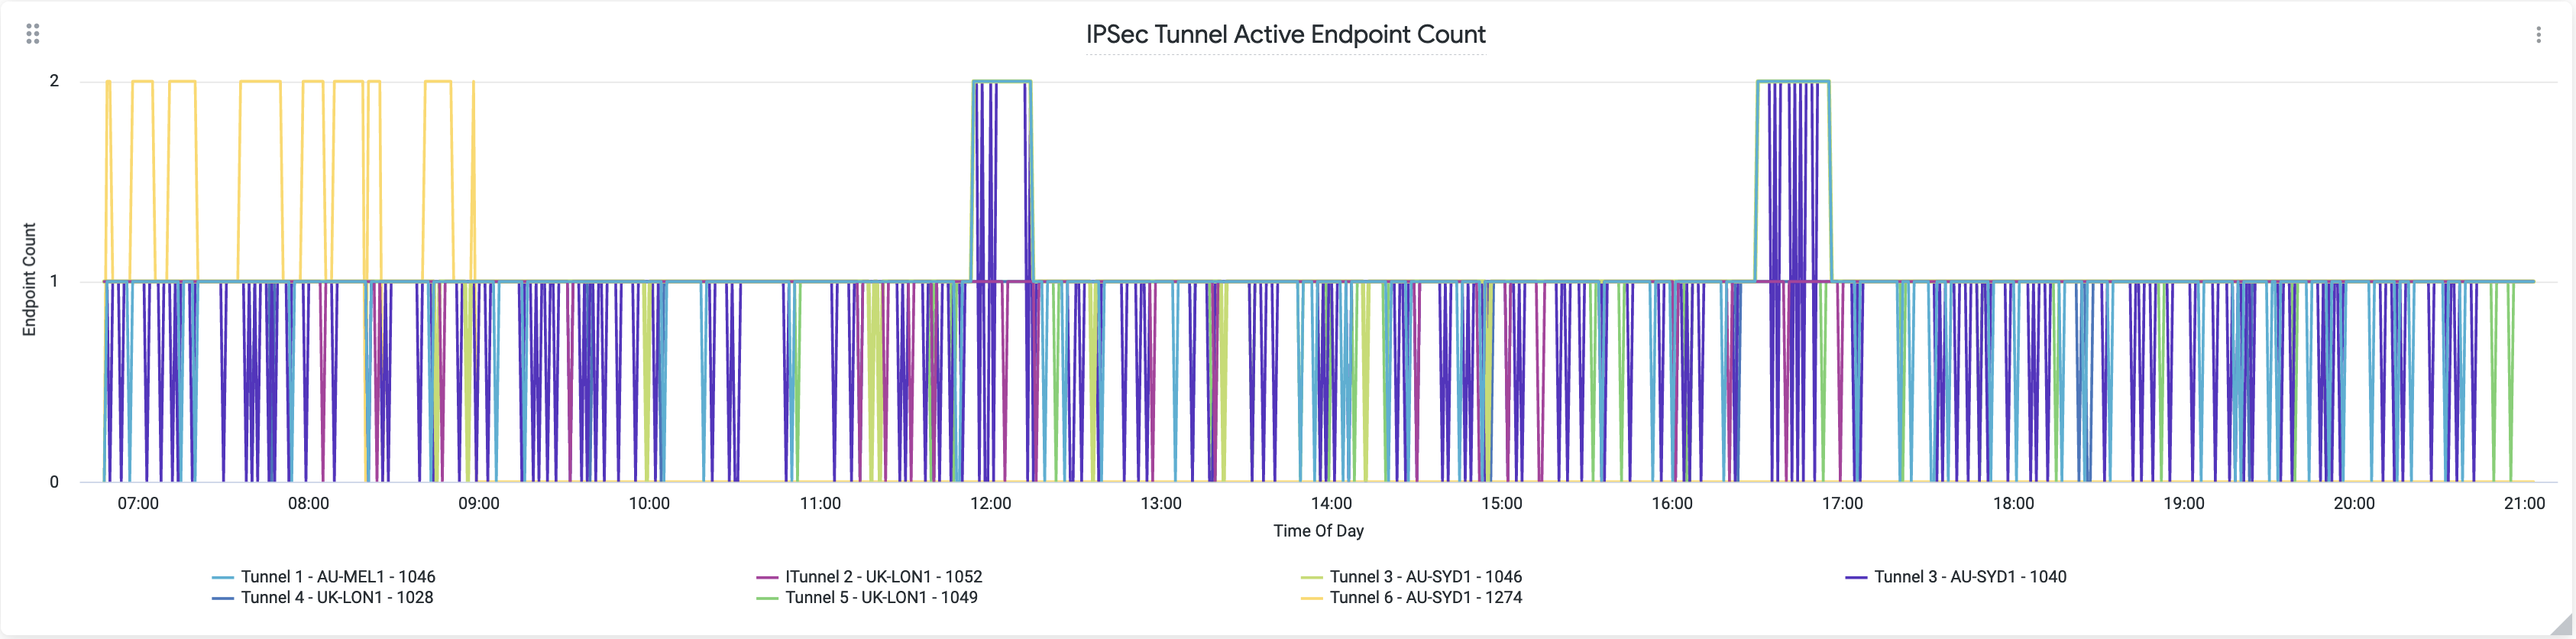 IPSec Tunnel Active Endpoint Count
2
1
0
Endpoint Count
07:00 08:00 09:00 10:00 11:00 12:00 13:00 14:00 15:00 16:00 17:00 18:00 19:00 20:00 21:00
Time Of Day
Tunnel 1 - AU-MEL1 - 1046 ITunnel 2 - UK-LON1 - 1052 Tunnel 3 - AU-SYD1 - 1046 Tunnel 3 - AU-SYD1 - 1040
Tunnel 4 - UK-LON1 - 1028 Tunnel 5 - UK-LON1 - 1049 Tunnel 6 - AU-SYD1 - 1274